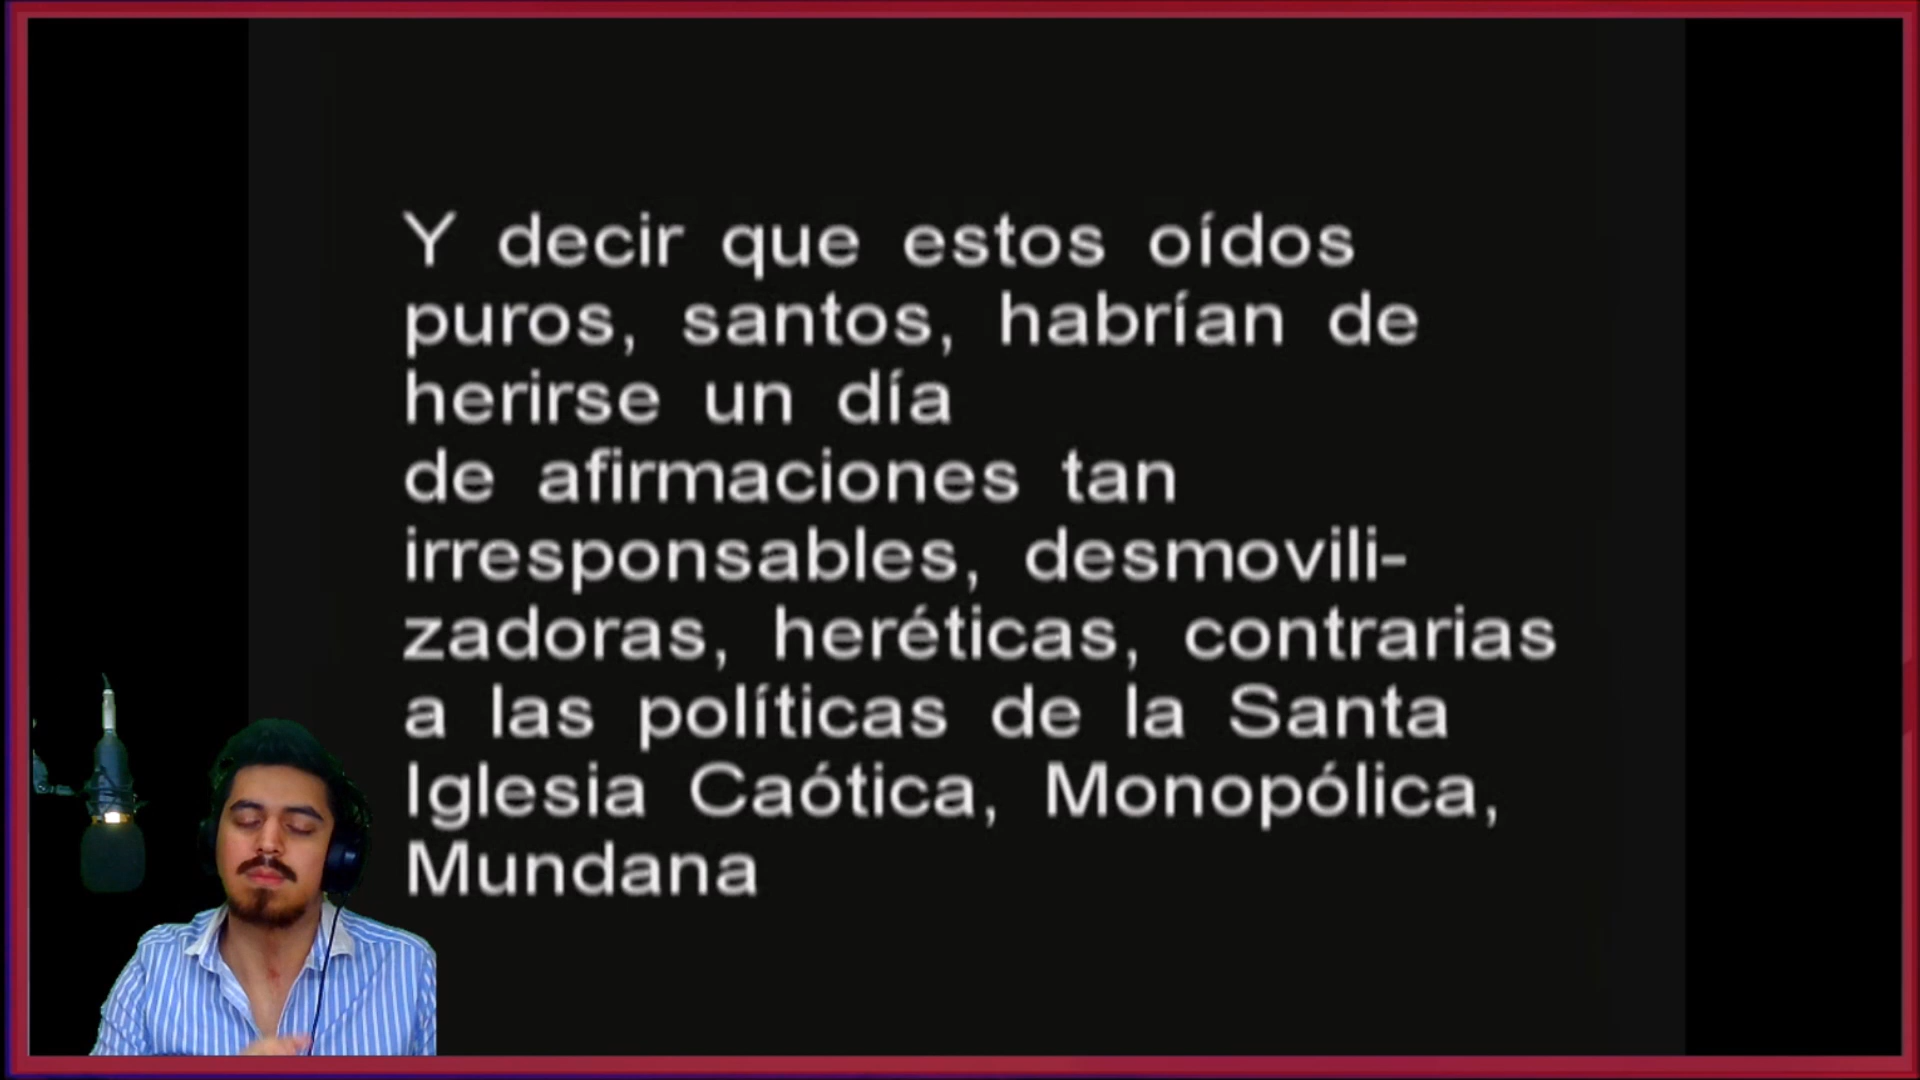 Y decir que estos oídos
puros, santos, habrían de
herirse un día
de afirmaciones tan
irresponsables, desmovili-
zadoras, heréticas, contrarias
a las políticas de la Santa
Iglesia Caótica, Monopólica,
Mundana